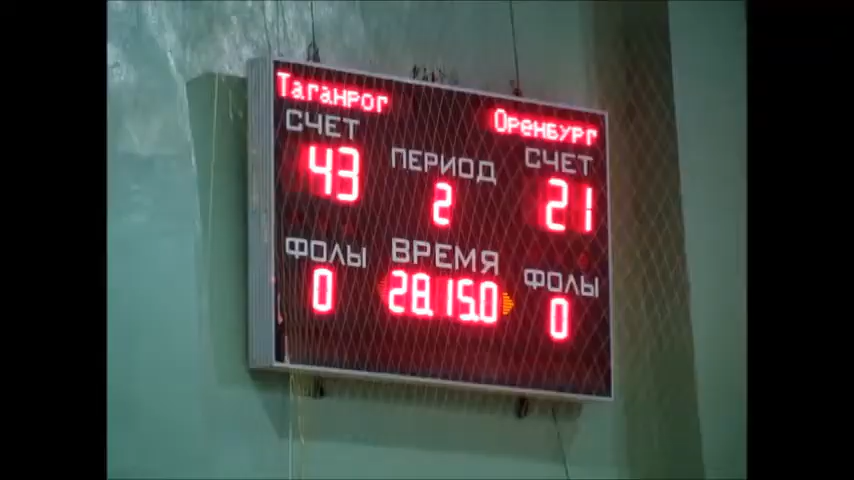 Таганрог
Оренбург
СЧЕТ
ПЕРИОД
СЧЕТ
43
2
21
ФОЛЫ
ВРЕМЯ
ФОЛЫ
0
28.15.0
0